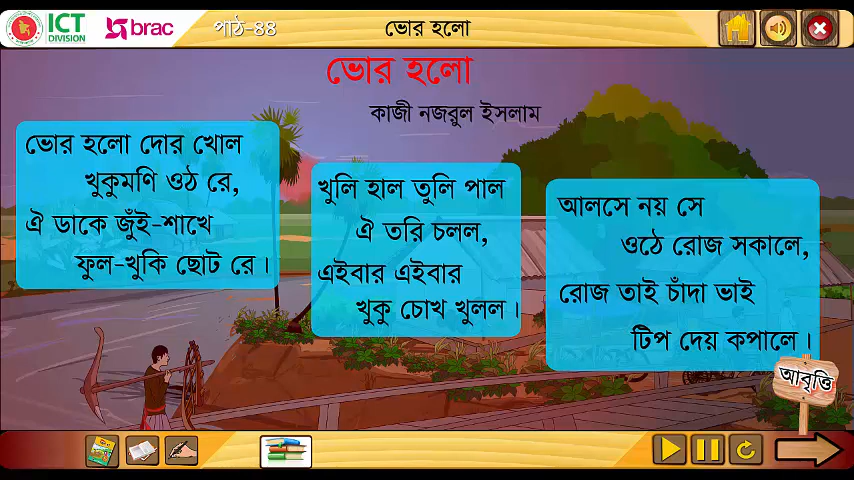 ICT
DIVISION
brac
পাঠ-৪৪
ভোর হলো
ভোর হলো
কাজী নজরুল ইসলাম
ভোর হলো দোর খোল
খুকুমণি ওঠ রে,
ঐ ডাকে জুঁই-শাখে
ফুল-খুকি ছোট রে।
খুলি হাল তুলি পাল
ঐ তরি চলল,
এইবার এইবার
খুকু চোখ খুলল।
আলসে নয় সে
ওঠে রোজ সকালে,
রোজ তাই চাঁদা ভাই
টিপ দেয় কপালে।
আবৃত্তি